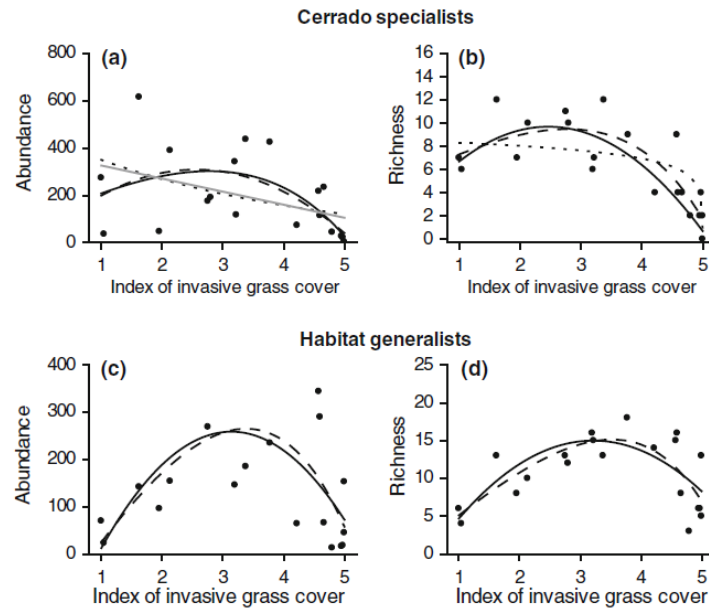 Cerrado specialists
(a)
Abundance
800
600
400
200
0
1 2 3 4 5
Index of invasive grass cover
(b)
Richness
16
14
12
10
8
6
4
2
0
1 2 3 4 5
Index of invasive grass cover
Habitat generalists
(c)
Abundance
400
300
200
100
0
1 2 3 4 5
Index of invasive grass cover
(d)
Richness
25
20
15
10
5
0
1 2 3 4 5
Index of invasive grass cover